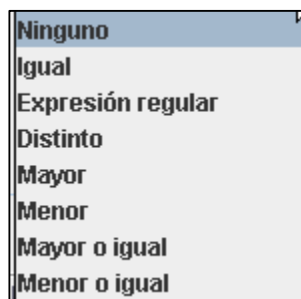 Ninguno
Igual
Expresión regular
Distinto
Mayor
Menor
Mayor o igual
Menor o igual